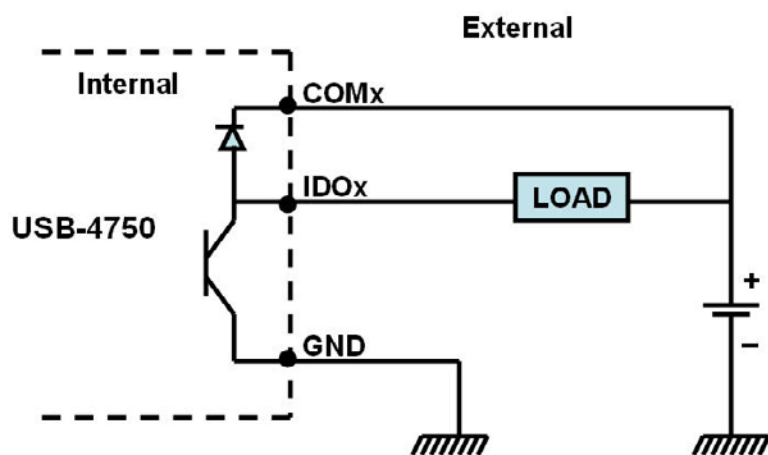 External
Internal
COMx
IDOx
LOAD
USB-4750
+
GND
–